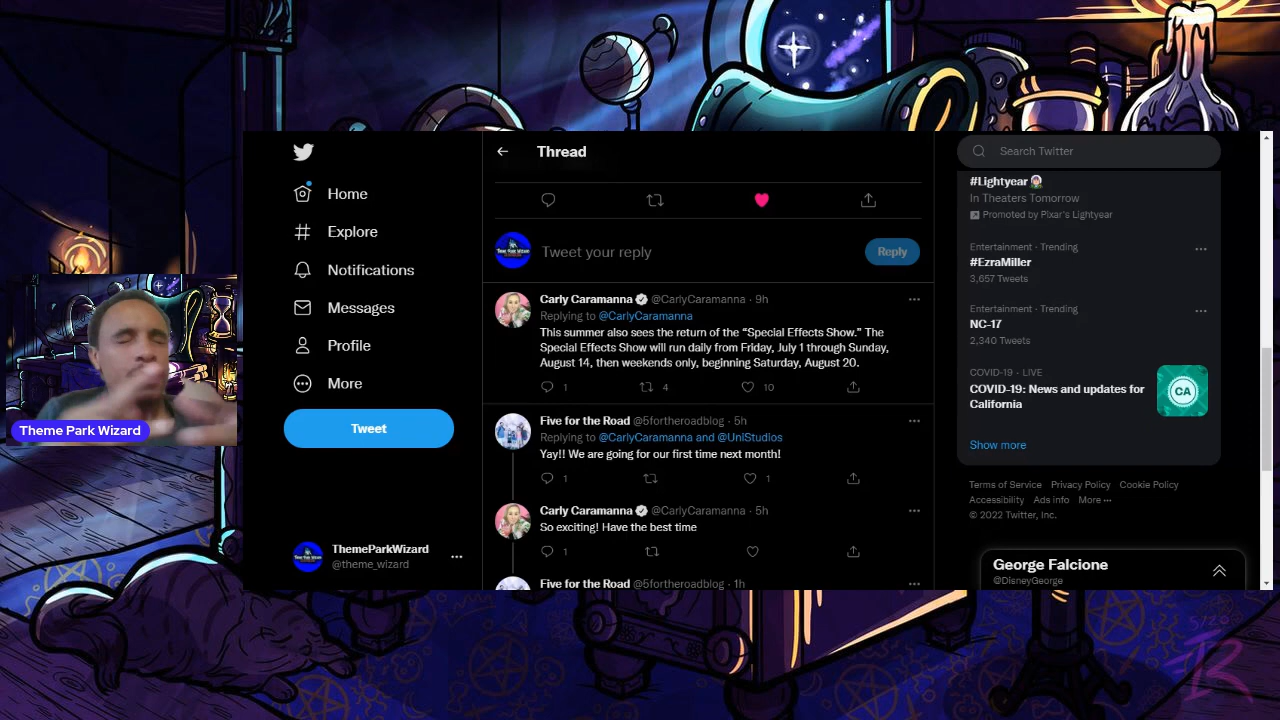 Thread
Home
Explore
Notifications
Messages
Profile
More
Tweet
ThemeParkWizard
@theme_wizard
Tweet your reply
Reply
Carly Caramanna @CarlyCaramanna · 9h
Replying to @CarlyCaramanna
This summer also sees the return of the “Special Effects Show.” The
Special Effects Show will run daily from Friday, July 1 through Sunday,
August 14, then weekends only, beginning Saturday, August 20.
1 4 10
Five for the Road @5fortheroadblog · 5h
Replying to @CarlyCaramanna and @UniStudios
Yay!! We are going for our first time next month!
1 1
Carly Caramanna @CarlyCaramanna · 5h
So exciting! Have the best time
1
Five for the Road @5fortheroadblog · 1h
Search Twitter
#Lightyear
In Theaters Tomorrow
Promoted by Pixar's Lightyear
Entertainment · Trending
#EzraMiller
3,657 Tweets
Entertainment · Trending
NC-17
2,340 Tweets
COVID-19 · LIVE
COVID-19: News and updates for
California
CA
Show more
Terms of Service Privacy Policy Cookie Policy
Accessibility Ads info More ···
© 2022 Twitter, Inc.
George Falcione
@DisneyGeorge
Theme Park Wizard